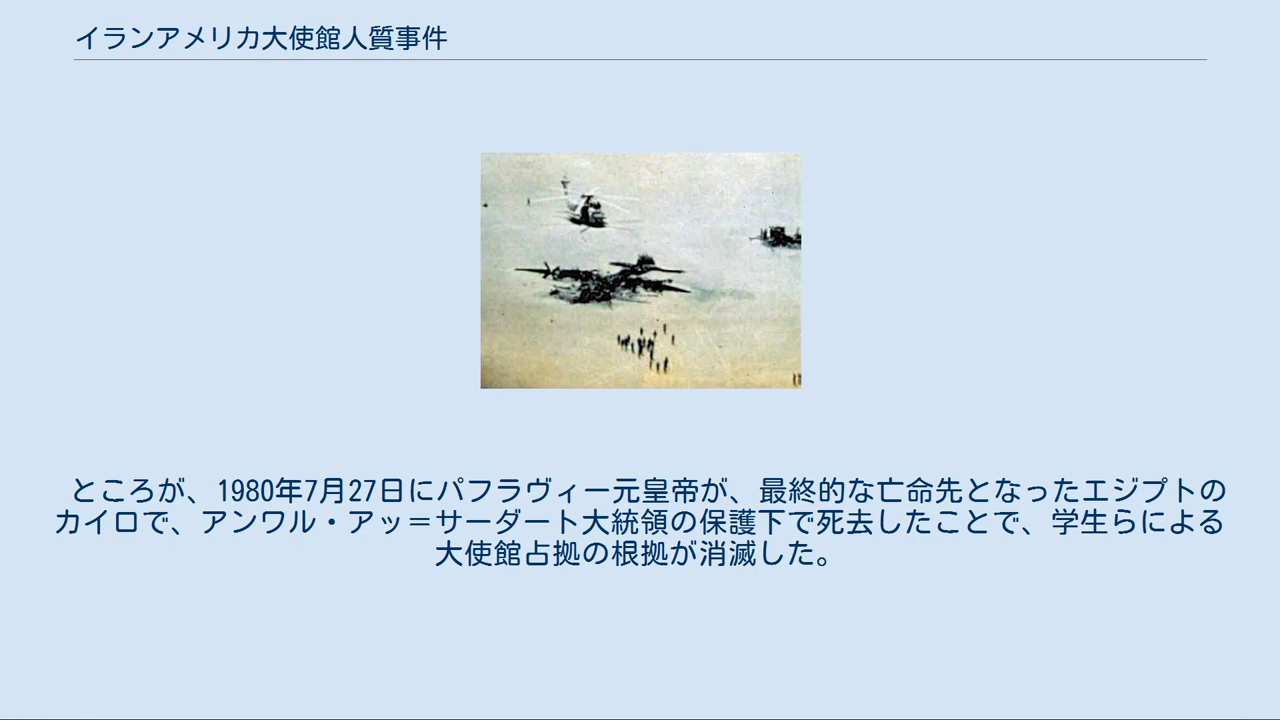 イランアメリカ大使館人質事件
ところが、1980年7月27日にパフラヴィー元皇帝が、最終的な亡命先となったエジプトの
カイロで、アンワル・アッ＝サーダート大統領の保護下で死去したことで、学生らによる
大使館占拠の根拠が消滅した。